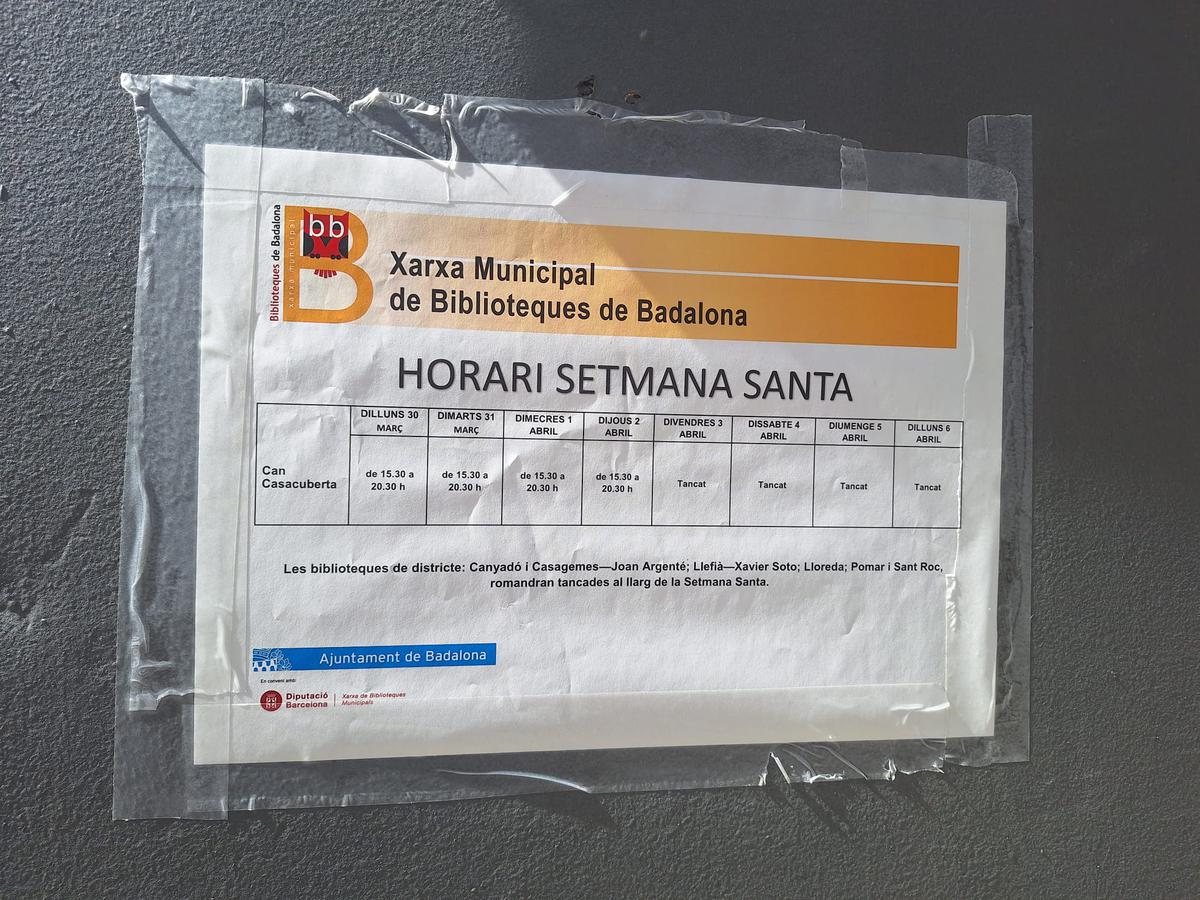 Biblioteques de Badalona
xarxa municipal
bb
Xarxa Municipal
de Biblioteques de Badalona
HORARI SETMANA SANTA
DILLUNS 30 MARÇ
DIMARTS 31 MARÇ
DIMECRES 1 ABRIL
DIJOUS 2 ABRIL
DIVENDRES 3 ABRIL
DISSABTE 4 ABRIL
DIUMENGE 5 ABRIL
DILLUNS 6 ABRIL
Can Casacuberta
de 15.30 a 20.30 h
de 15.30 a 20.30 h
de 15.30 a 20.30 h
de 15.30 a 20.30 h
Tancat
Tancat
Tancat
Tancat
Les biblioteques de districte: Canyadó i Casagemes—Joan Argenté; Llefià—Xavier Soto; Lloreda; Pomar i Sant Roc,
romandran tancades al llarg de la Setmana Santa.
Ajuntament de Badalona
En conveni amb:
Diputació
Barcelona
Xarxa de Biblioteques
Municipals